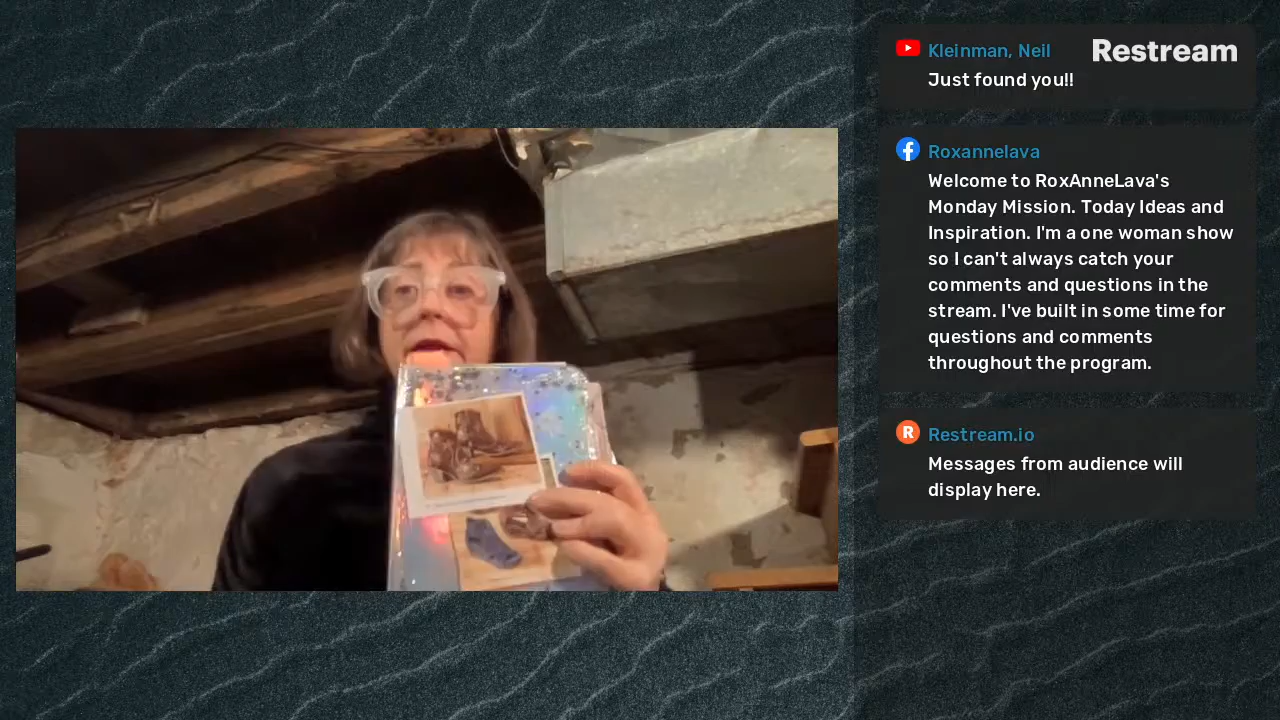 Kleinman, Neil
Restream
Just found you!!
Roxannelava
Welcome to RoxAnneLava's
Monday Mission. Today Ideas and
Inspiration. I'm a one woman show
so I can't always catch your
comments and questions in the
stream. I've built in some time for
questions and comments
throughout the program.
R
Restream.io
Messages from audience will
display here.